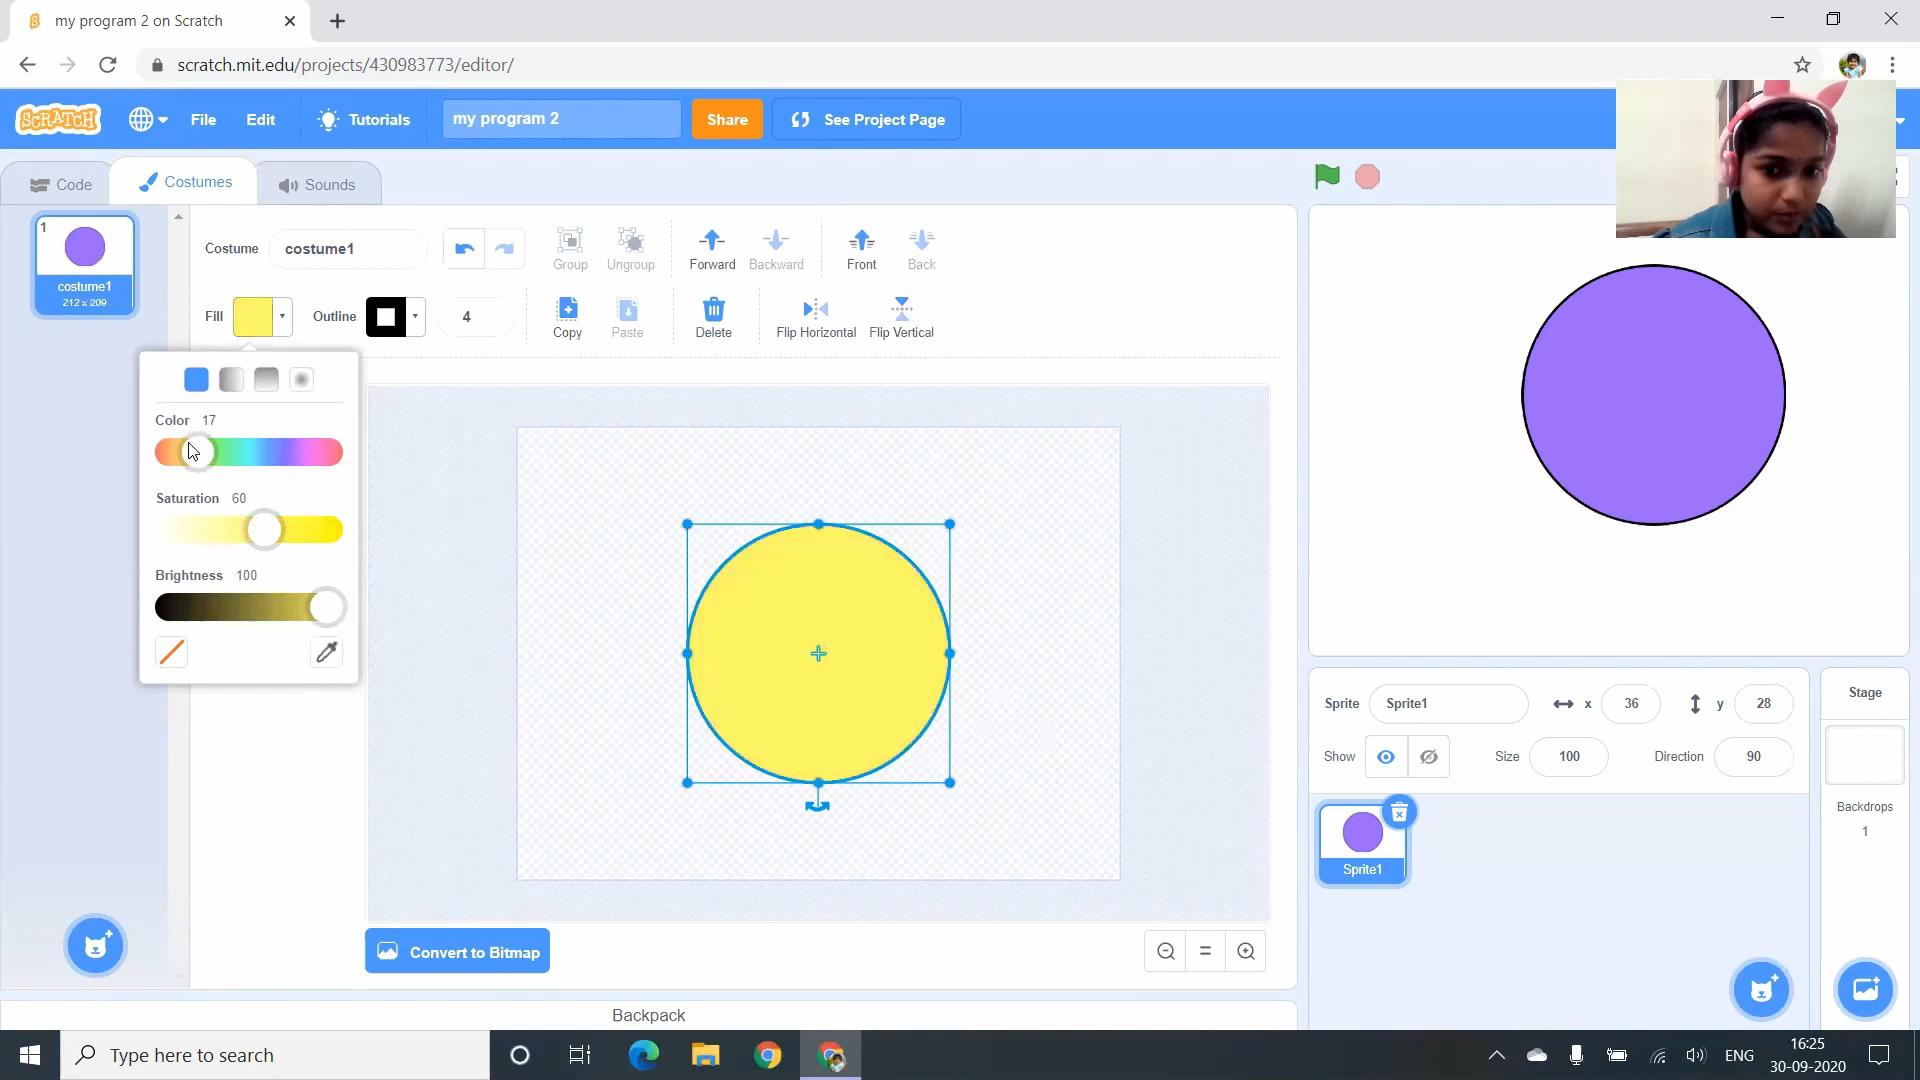 my program 2 on Scratch
scratch.mit.edu/projects/430983773/editor/
SCRATCH
File
Edit
Tutorials
my program 2
Share
See Project Page
Code
Costumes
Sounds
1
costume1
212 x 209
Costume
costume1
Group
Ungroup
Forward
Backward
Front
Back
Fill
Outline
4
Copy
Paste
Delete
Flip Horizontal
Flip Vertical
Color 17
Saturation 60
Brightness 100
Convert to Bitmap
Backpack
Sprite
Sprite1
x
36
y
28
Show
Size
100
Direction
90
Sprite1
Stage
Backdrops
1
Type here to search
ENG
16:25
30-09-2020